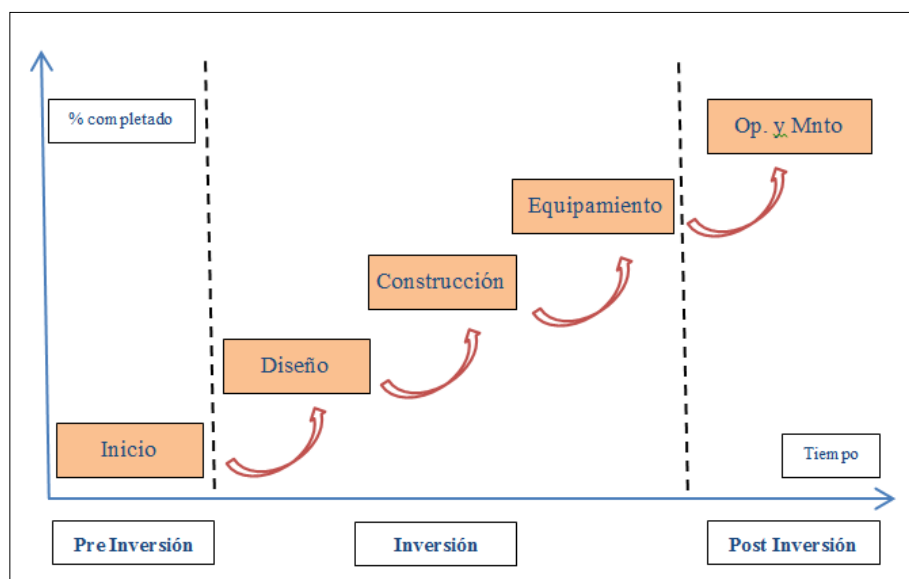 % completado
Op. y Mnto
Equipamiento
Construcción
Diseño
Inicio
Tiempo
Pre Inversión
Inversión
Post Inversión